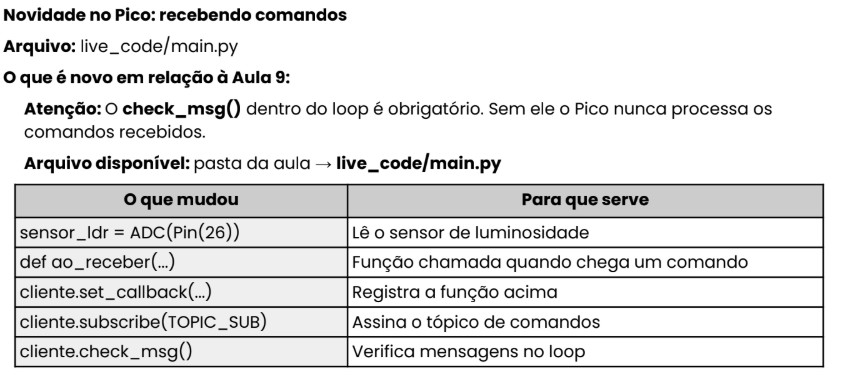 Novidade no Pico: recebendo comandos
Arquivo: live_code/main.py
O que é novo em relação à Aula 9:
Atenção: O check_msg() dentro do loop é obrigatório. Sem ele o Pico nunca processa os
comandos recebidos.
Arquivo disponível: pasta da aula → live_code/main.py
O que mudou Para que serve
sensor_ldr = ADC(Pin(26)) Lê o sensor de luminosidade
def ao_receber(...) Função chamada quando chega um comando
cliente.set_callback(...) Registra a função acima
cliente.subscribe(TOPIC_SUB) Assina o tópico de comandos
cliente.check_msg() Verifica mensagens no loop